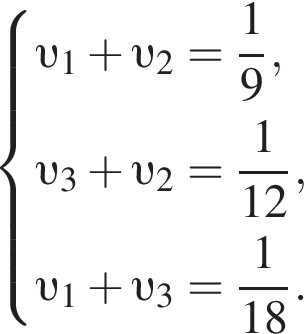 υ₁ + υ₂ = 1/9,
υ₃ + υ₂ = 1/12,
υ₁ + υ₃ = 1/18.